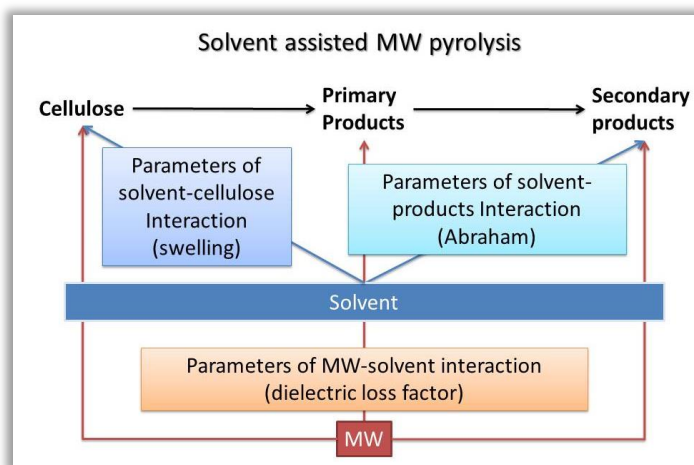 Solvent assisted MW pyrolysis
Cellulose
Primary
Products
Secondary
products
Parameters of
solvent-cellulose
Interaction
(swelling)
Parameters of solvent-
products Interaction
(Abraham)
Solvent
Parameters of MW-solvent interaction
(dielectric loss factor)
MW